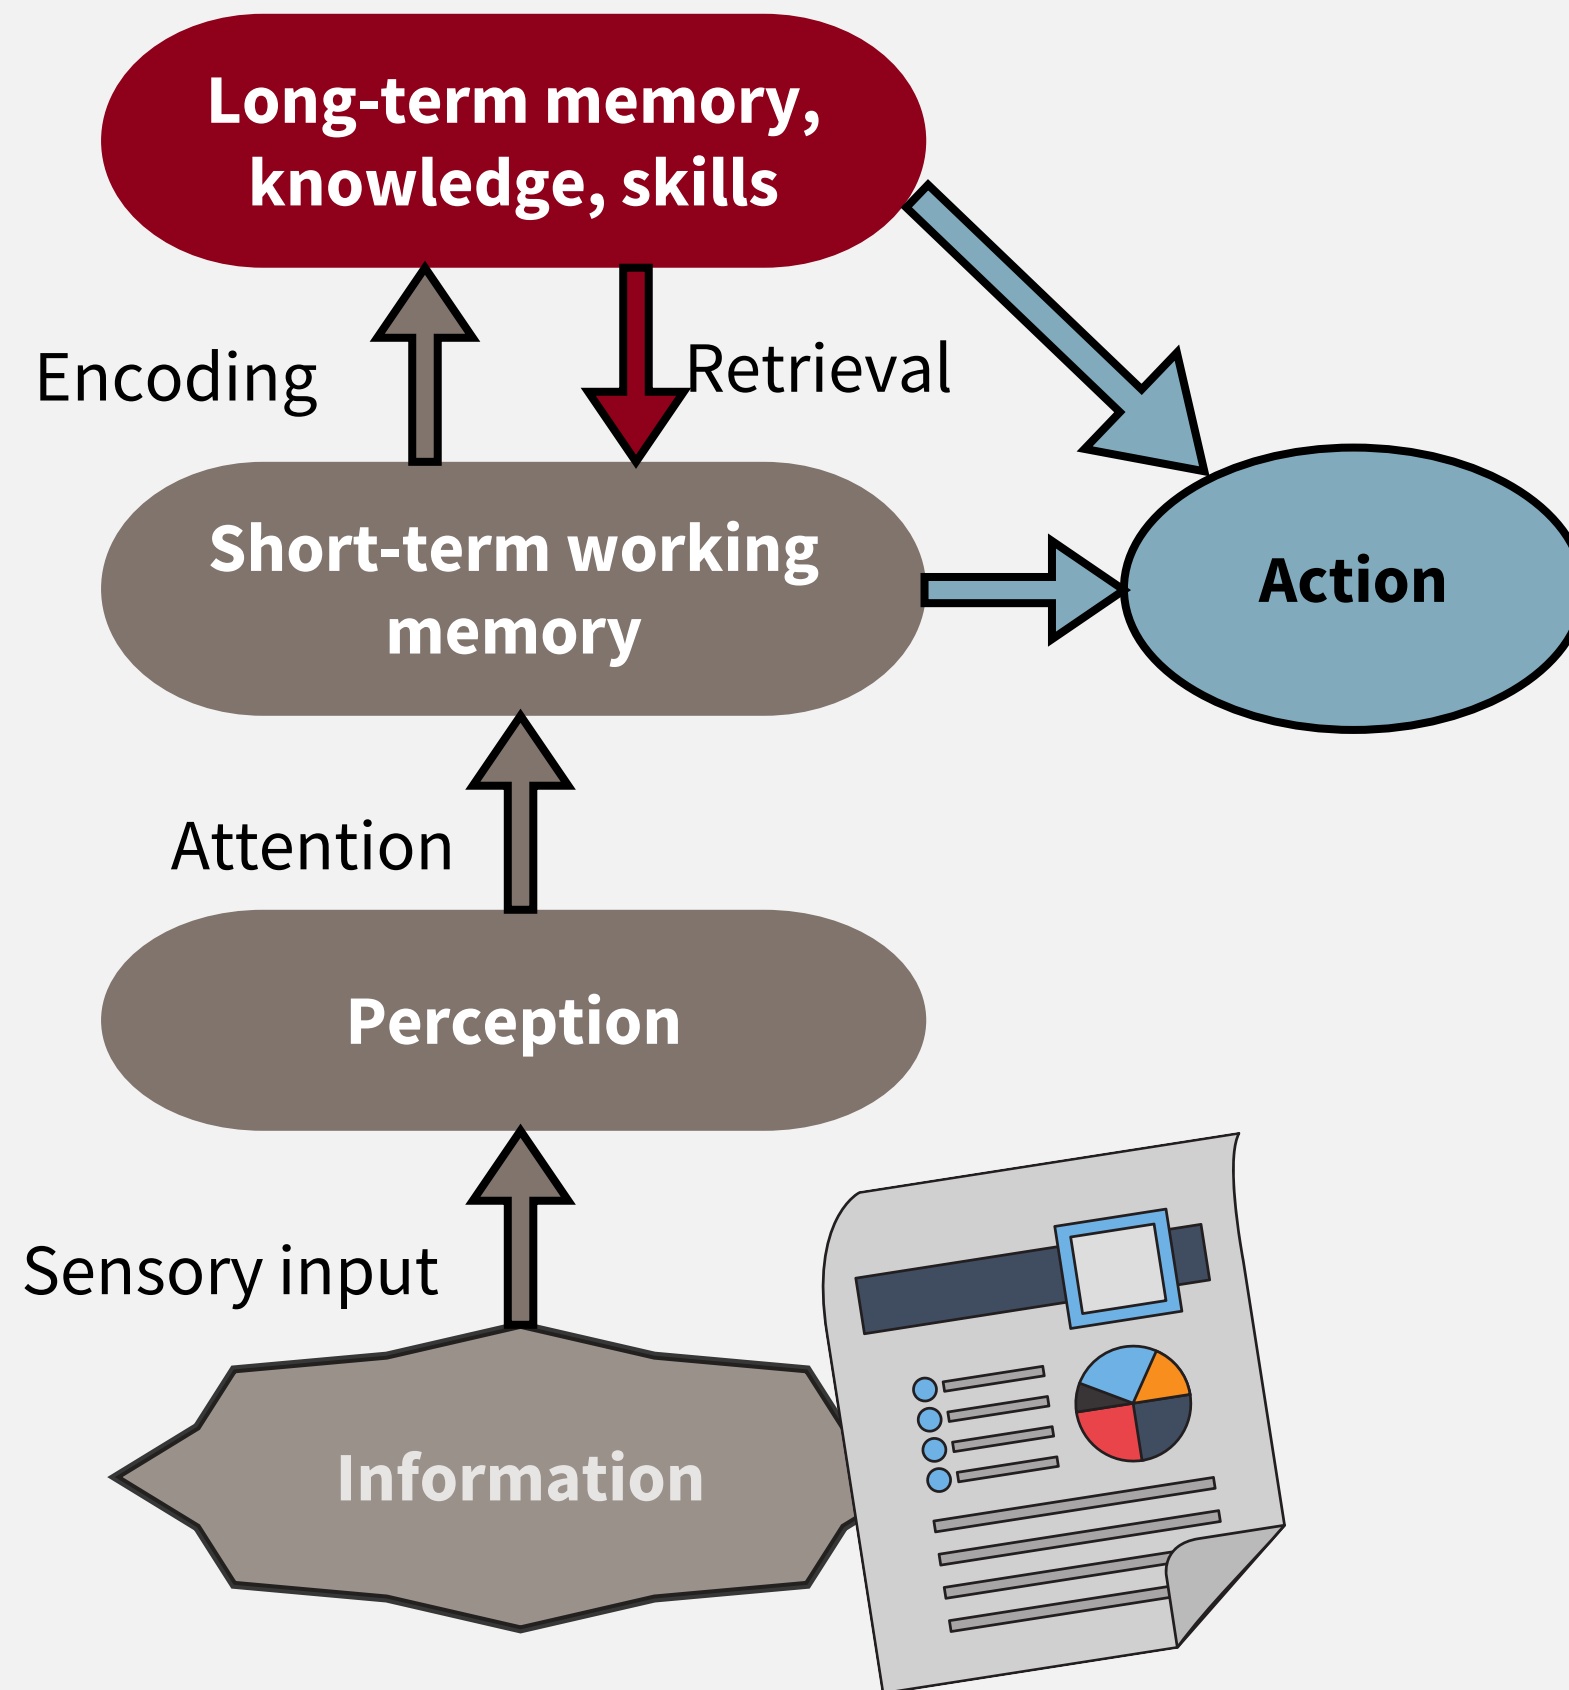 Long-term memory,
knowledge, skills
Encoding
Retrieval
Short-term working
memory
Action
Attention
Perception
Sensory input
Information